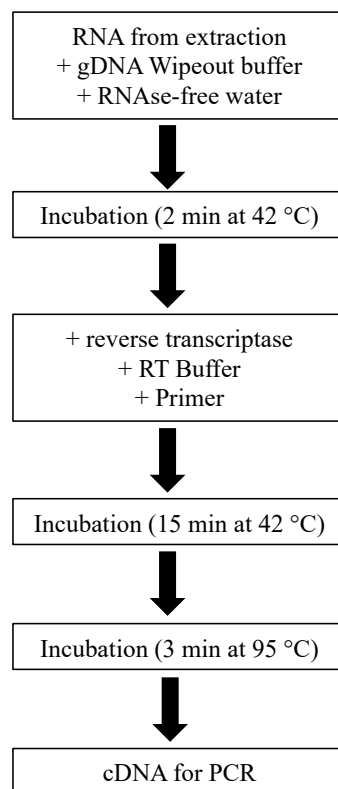 RNA from extraction
+ gDNA Wipeout buffer
+ RNAse-free water
Incubation (2 min at 42 °C)
+ reverse transcriptase
+ RT Buffer
+ Primer
Incubation (15 min at 42 °C)
Incubation (3 min at 95 °C)
cDNA for PCR